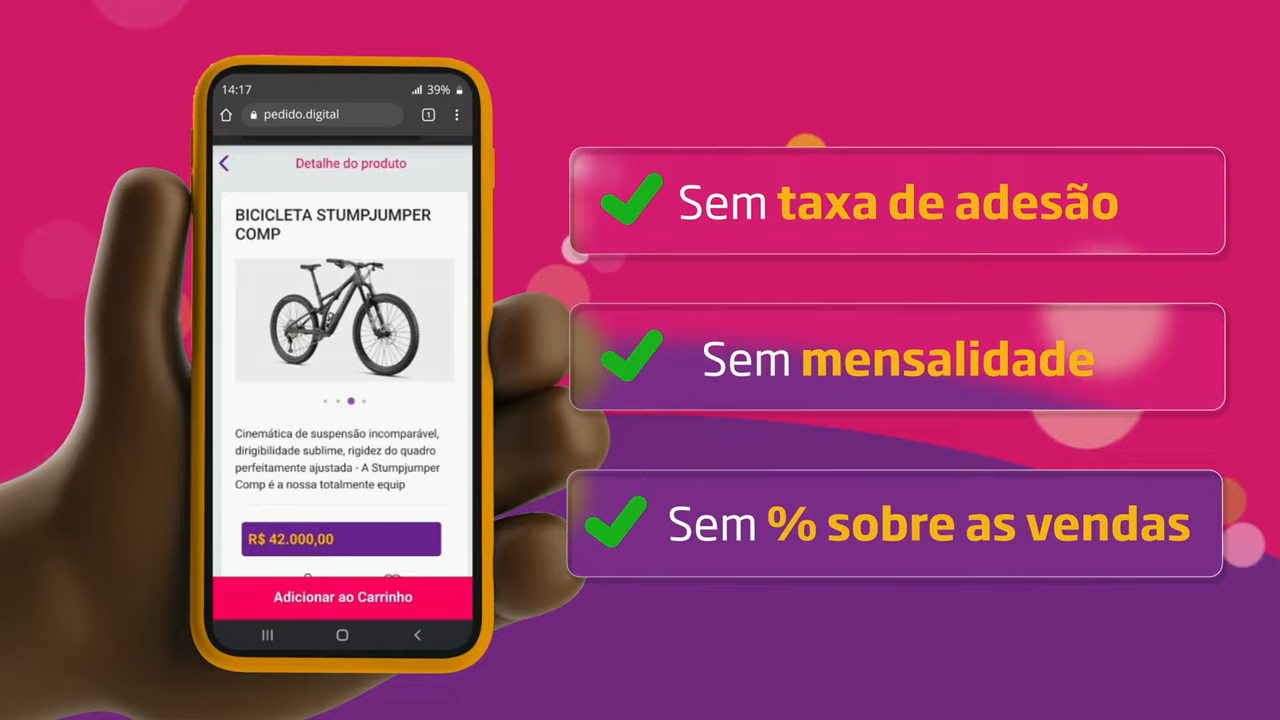 14:17
39%
pedido.digital
1
Detalhe do produto
BICICLETA STUMPJUMPER
COMP
Cinemática de suspensão incomparável,
dirigibilidade sublime, rigidez do quadro
perfeitamente ajustada - A Stumpjumper
Comp é a nossa totalmente equip
R$ 42.000,00
Adicionar ao Carrinho
Sem taxa de adesão
Sem mensalidade
Sem % sobre as vendas